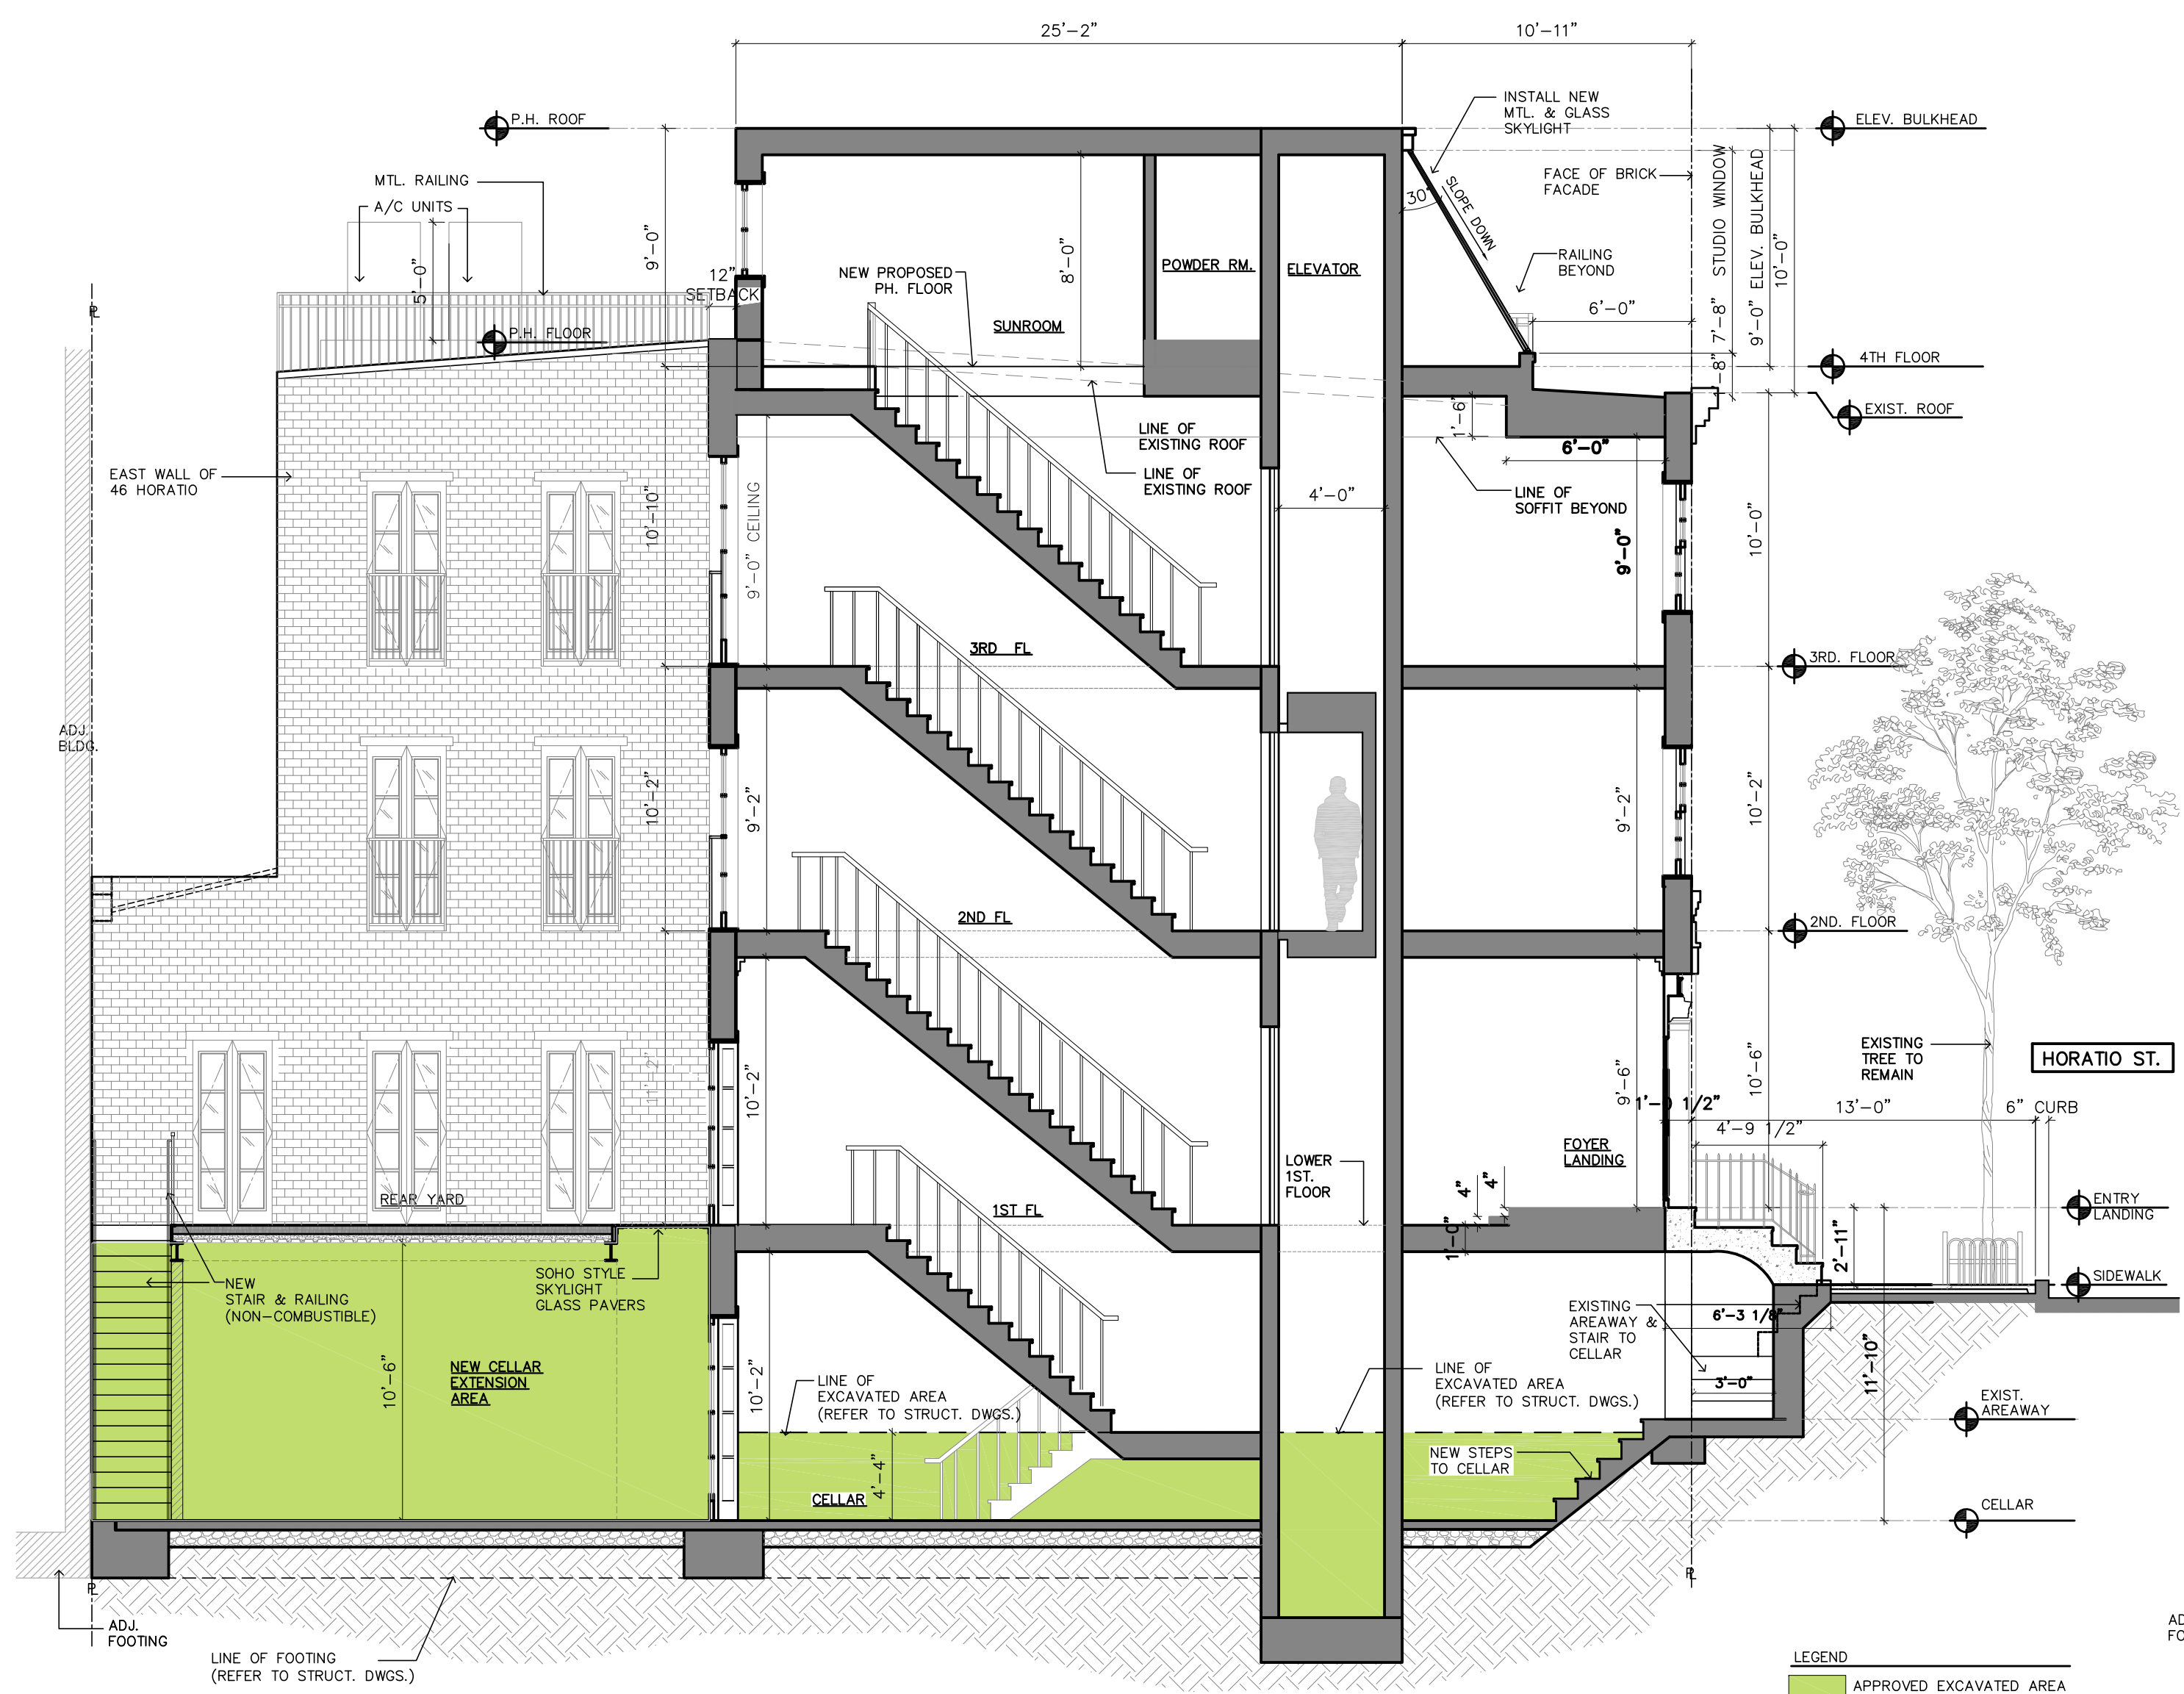 25'-2"
10'-11"
P.H. ROOF
INSTALL NEW
MTL. & GLASS
SKYLIGHT
ELEV. BULKHEAD
MTL. RAILING
A/C UNITS
FACE OF BRICK
FACADE
30°
SLOPE DOWN
7'-8" STUDIO WINDOW
9'-0" ELEV. BULKHEAD
10'-0"
9'-0"
5'-0"
12"
SETBACK
NEW PROPOSED
PH. FLOOR
8'-0"
POWDER RM.
ELEVATOR
RAILING
BEYOND
6'-0"
P.H. FLOOR
SUNROOM
8"
4TH FLOOR
EXIST. ROOF
LINE OF
EXISTING ROOF
LINE OF
EXISTING ROOF
1'-6"
6'-0"
LINE OF
SOFFIT BEYOND
EAST WALL OF
46 HORATIO
10'-10"
9'-0" CEILING
4'-0"
9'-0"
10'-0"
3RD FL
3RD. FLOOR
ADJ.
BLDG.
10'-2"
9'-2"
9'-2"
10'-2"
2ND FL
2ND. FLOOR
11'-2"
10'-2"
9'-6"
10'-6"
EXISTING
TREE TO
REMAIN
HORATIO ST.
1'-0 1/2"
13'-0"
6" CURB
4'-9 1/2"
FOYER
LANDING
LOWER
1ST.
FLOOR
4"
4"
1'-0"
REAR YARD
1ST FL
ENTRY
LANDING
2'-11"
SIDEWALK
NEW
STAIR & RAILING
(NON-COMBUSTIBLE)
SOHO STYLE
SKYLIGHT
GLASS PAVERS
EXISTING
AREAWAY &
STAIR TO
CELLAR
6'-3 1/8"
3'-0"
11'-10"
10'-6"
NEW CELLAR
EXTENSION
AREA
10'-2"
LINE OF
EXCAVATED AREA
(REFER TO STRUCT. DWGS.)
LINE OF
EXCAVATED AREA
(REFER TO STRUCT. DWGS.)
EXIST.
AREAWAY
4'-4"
CELLAR
NEW STEPS
TO CELLAR
CELLAR
ADJ.
FOOTING
LINE OF FOOTING
(REFER TO STRUCT. DWGS.)
LEGEND
APPROVED EXCAVATED AREA